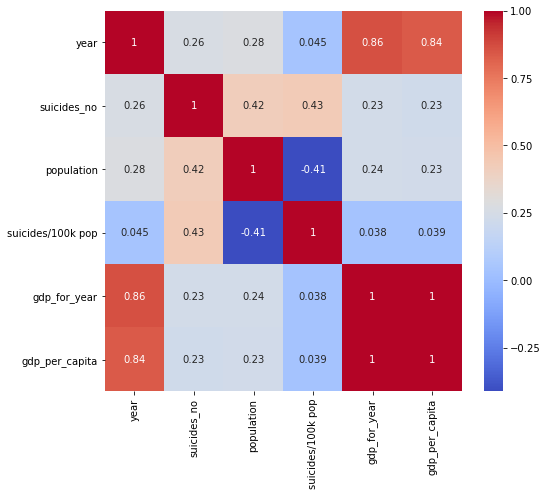 year 1 0.26 0.28 0.045 0.86 0.84
suicides_no 0.26 1 0.42 0.43 0.23 0.23
population 0.28 0.42 1 -0.41 0.24 0.23
suicides/100k pop 0.045 0.43 -0.41 1 0.038 0.039
gdp_for_year 0.86 0.23 0.24 0.038 1 1
gdp_per_capita 0.84 0.23 0.23 0.039 1 1
year
suicides_no
population
suicides/100k pop
gdp_for_year
gdp_per_capita
1.00
0.75
0.50
0.25
0.00
−0.25